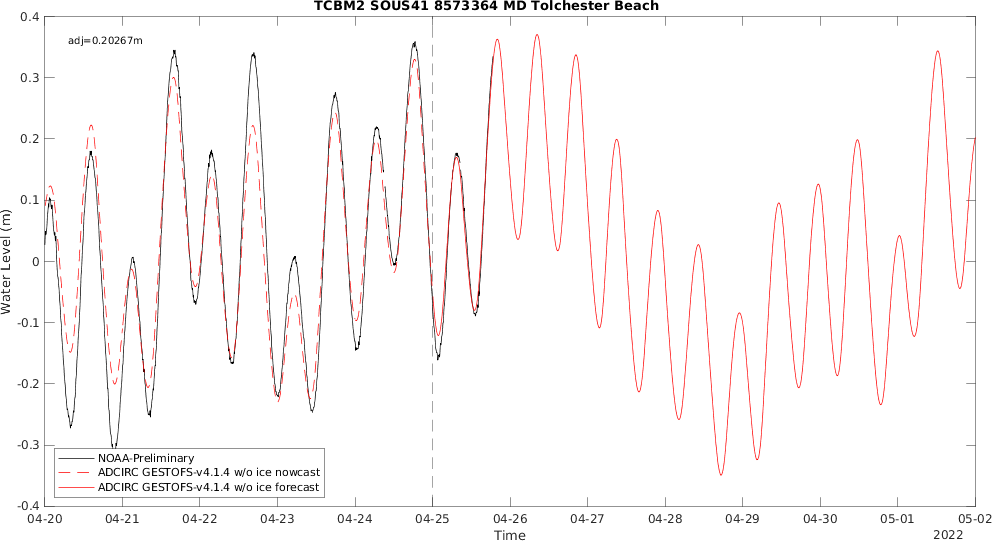 TCBM2 SOUS41 8573364 MD Tolchester Beach
adj=0.20267m
Water Level (m)
0.4
0.3
0.2
0.1
0
-0.1
-0.2
-0.3
-0.4
NOAA-Preliminary
ADCIRC GESTOFS-v4.1.4 w/o ice nowcast
ADCIRC GESTOFS-v4.1.4 w/o ice forecast
04-20 04-21 04-22 04-23 04-24 04-25 04-26 04-27 04-28 04-29 04-30 05-01 05-02
Time
2022